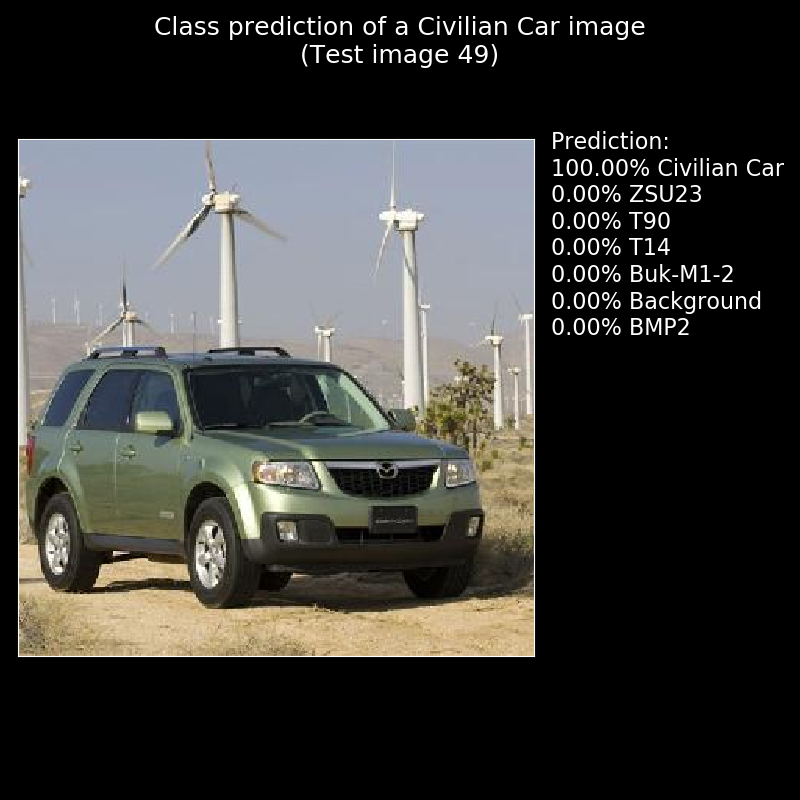 Class prediction of a Civilian Car image
(Test image 49)
Prediction:
100.00% Civilian Car
0.00% ZSU23
0.00% T90
0.00% T14
0.00% Buk-M1-2
0.00% Background
0.00% BMP2